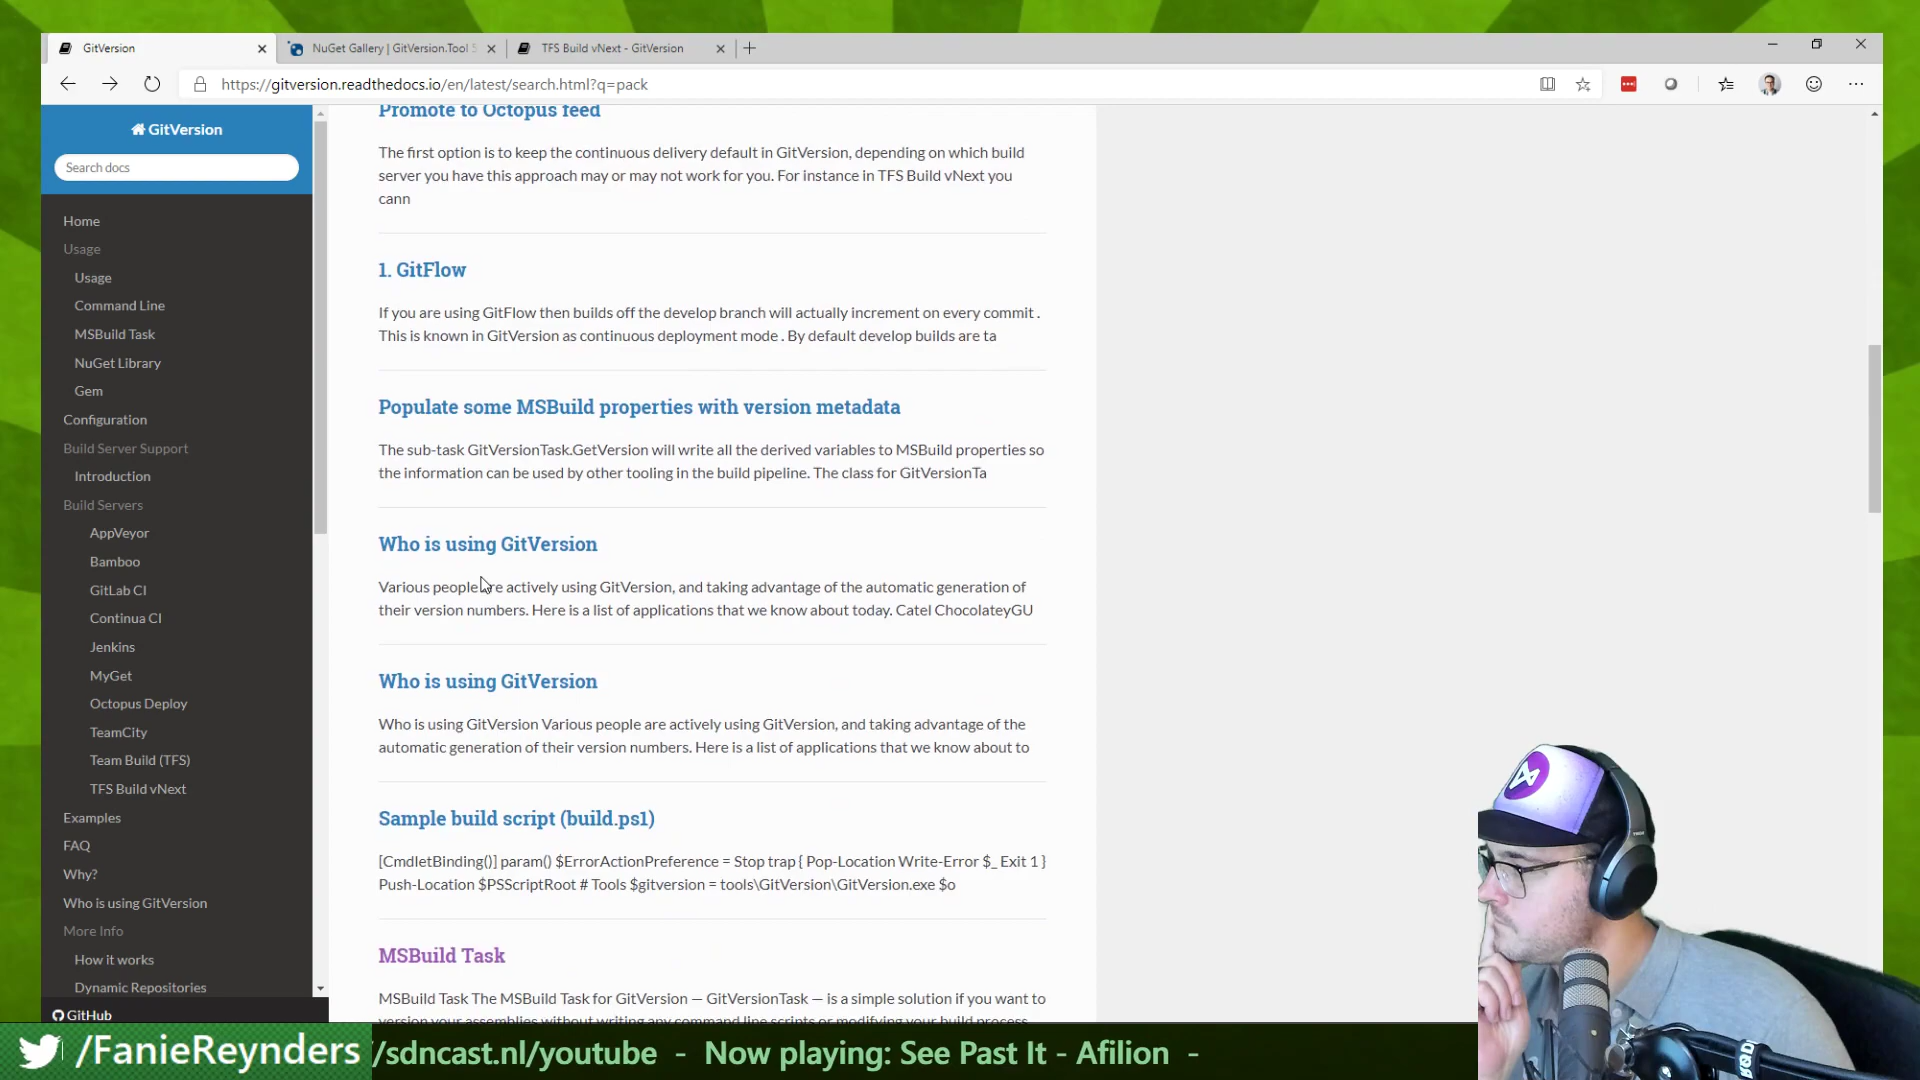 GitVersion
NuGet Gallery | GitVersion.Tool 5
TFS Build vNext - GitVersion
https://gitversion.readthedocs.io/en/latest/search.html?q=pack
GitVersion
Search docs
Home
Usage
Usage
Command Line
MSBuild Task
NuGet Library
Gem
Configuration
Build Server Support
Introduction
Build Servers
AppVeyor
Bamboo
GitLab CI
Continua CI
Jenkins
MyGet
Octopus Deploy
TeamCity
Team Build (TFS)
TFS Build vNext
Examples
FAQ
Why?
Who is using GitVersion
More Info
How it works
Dynamic Repositories
GitHub
Promote to Octopus feed
The first option is to keep the continuous delivery default in GitVersion, depending on which build
server you have this approach may or may not work for you. For instance in TFS Build vNext you
cann
1. GitFlow
If you are using GitFlow then builds off the develop branch will actually increment on every commit .
This is known in GitVersion as continuous deployment mode . By default develop builds are ta
Populate some MSBuild properties with version metadata
The sub-task GitVersionTask.GetVersion will write all the derived variables to MSBuild properties so
the information can be used by other tooling in the build pipeline. The class for GitVersionTa
Who is using GitVersion
Various people are actively using GitVersion, and taking advantage of the automatic generation of
their version numbers. Here is a list of applications that we know about today. Catel ChocolateyGU
Who is using GitVersion
Who is using GitVersion Various people are actively using GitVersion, and taking advantage of the
automatic generation of their version numbers. Here is a list of applications that we know about to
Sample build script (build.ps1)
[CmdletBinding()] param() $ErrorActionPreference = Stop trap { Pop-Location Write-Error $_ Exit 1 }
Push-Location $PSScriptRoot # Tools $gitversion = tools\GitVersion\GitVersion.exe $o
MSBuild Task
MSBuild Task The MSBuild Task for GitVersion — GitVersionTask — is a simple solution if you want to
version your assemblies without writing any command line scripts or modifying your build process.
/FanieReynders /sdncast.nl/youtube - Now playing: See Past It - Afilion -